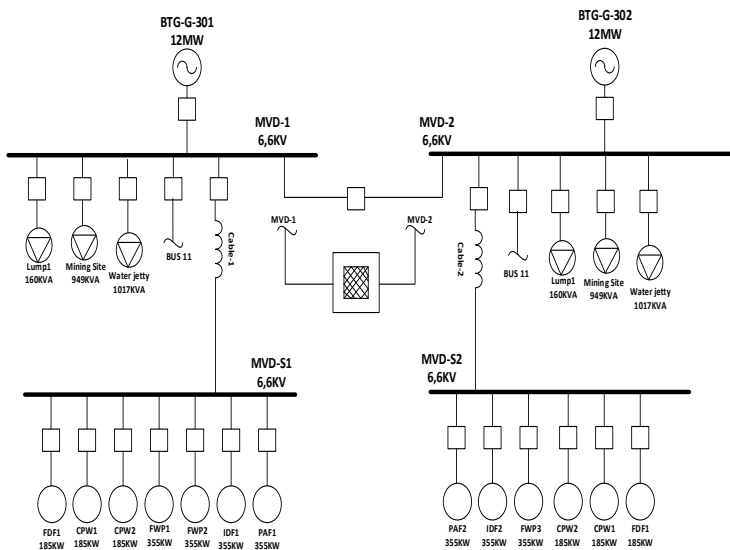 BTG-G-301
12MW
BTG-G-302
12MW
MVD-1
6,6KV
MVD-2
6,6KV
Lump1
160KVA
Mining Site
949KVA
Water jetty
1017KVA
BUS 11
Cable-1
MVD-1
MVD-2
Cable-2
BUS 11
Lump1
160KVA
Mining Site
949KVA
Water jetty
1017KVA
MVD-S1
6,6KV
MVD-S2
6,6KV
FDF1
185KW
CPW1
185KW
CPW2
185KW
FWP1
355KW
FWP2
355KW
IDF1
355KW
PAF1
355KW
PAF2
355KW
IDF2
355KW
FWP3
355KW
CPW2
185KW
CPW1
185KW
FDF1
185KW